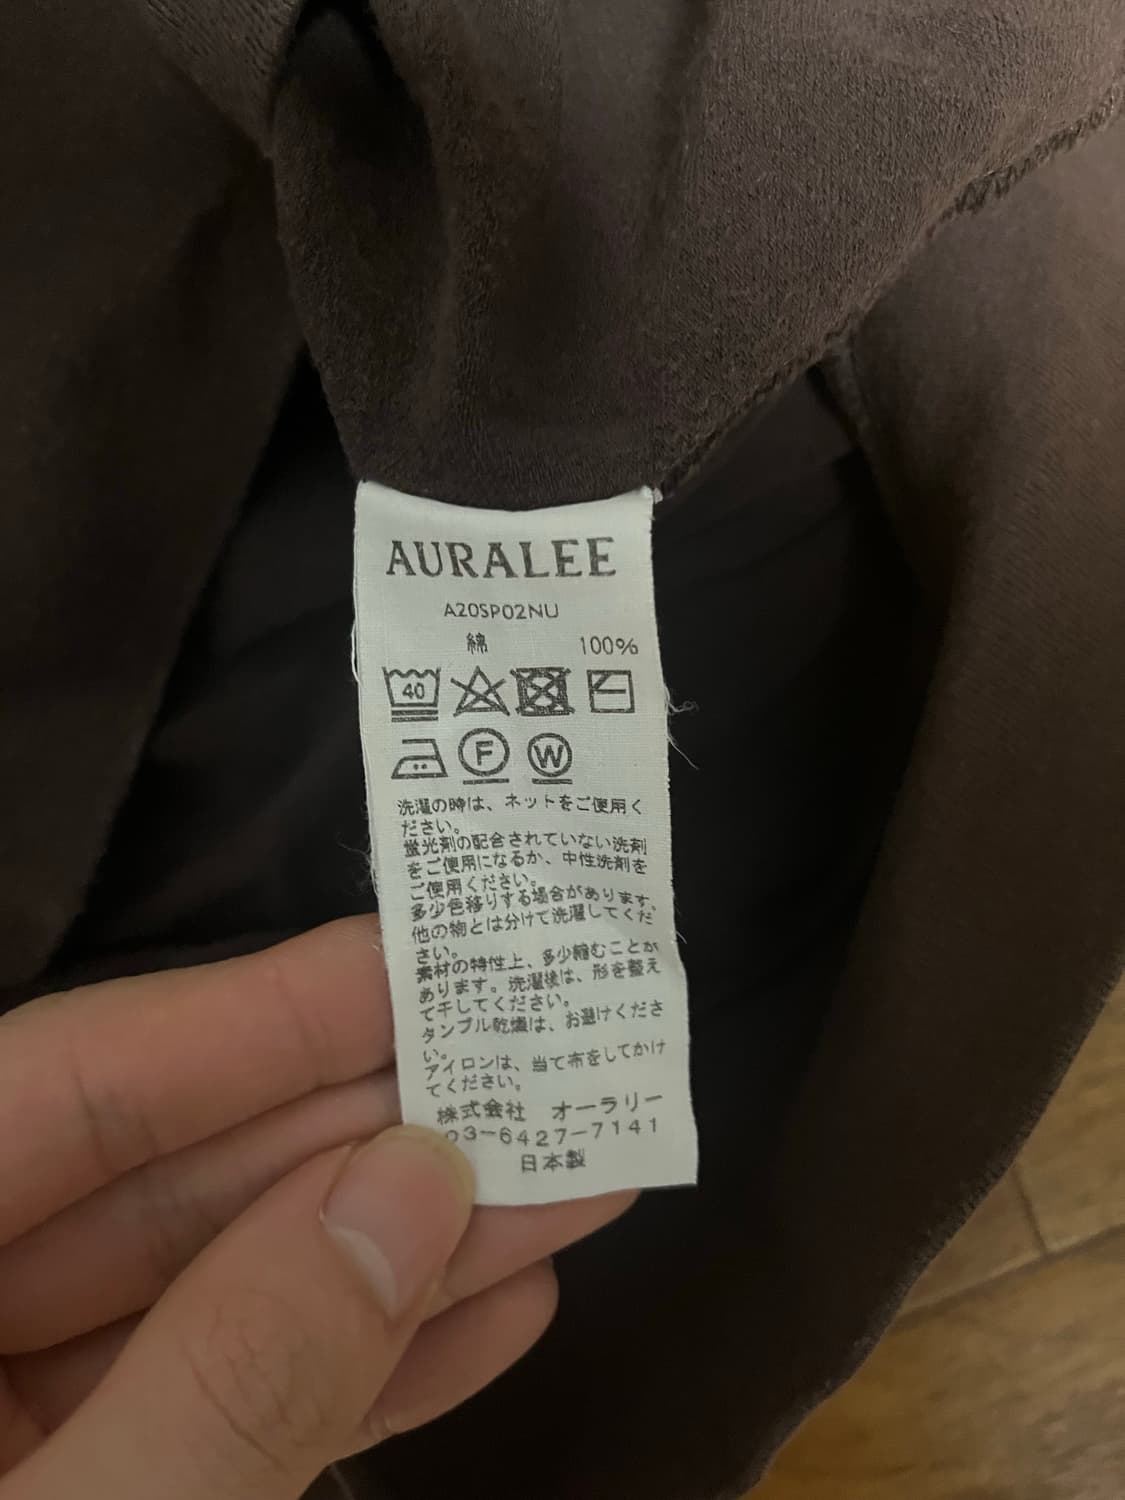 AURALEE
A20SP02NU
綿 100%
40
F W
洗濯の時は、ネットをご使用く
ださい。
蛍光剤の配合されていない洗剤
をご使用になるか、中性洗剤を
ご使用ください。
多少色移りする場合があります。
他の物とは分けて洗濯してくだ
さい。
素材の特性上、多少縮むことが
あります。洗濯後は、形を整え
て干してください。
タンブル乾燥は、お避けくださ
い。
アイロンは、当て布をしてかけ
てください。
株式会社 オーラリー
03-6427-7141
日本製